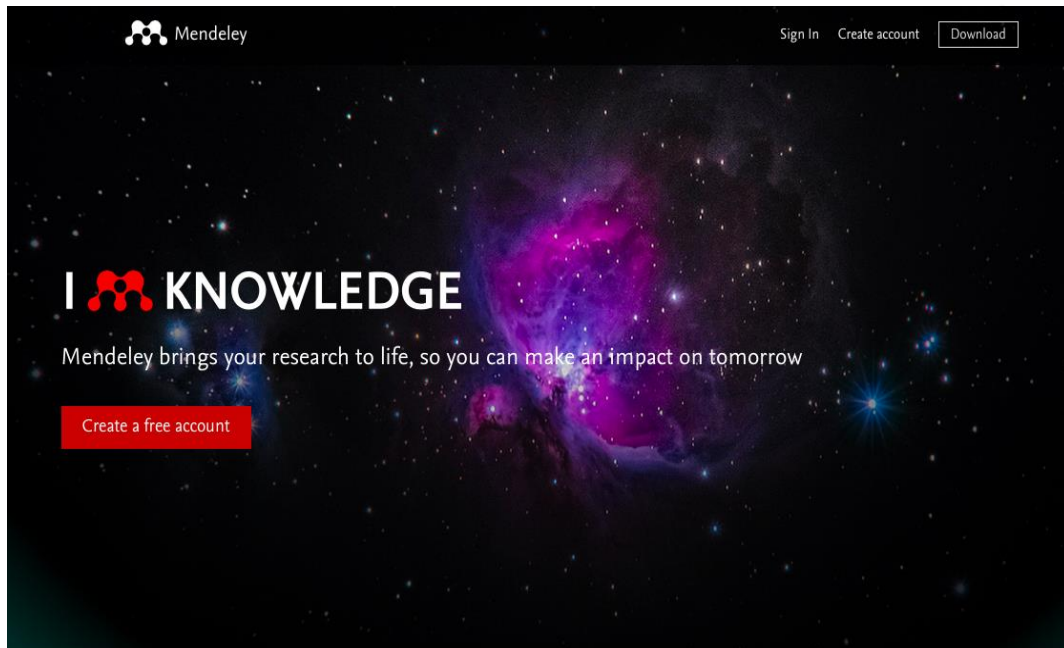 Mendeley
Sign In
Create account
Download
I KNOWLEDGE
Mendeley brings your research to life, so you can make an impact on tomorrow
Create a free account